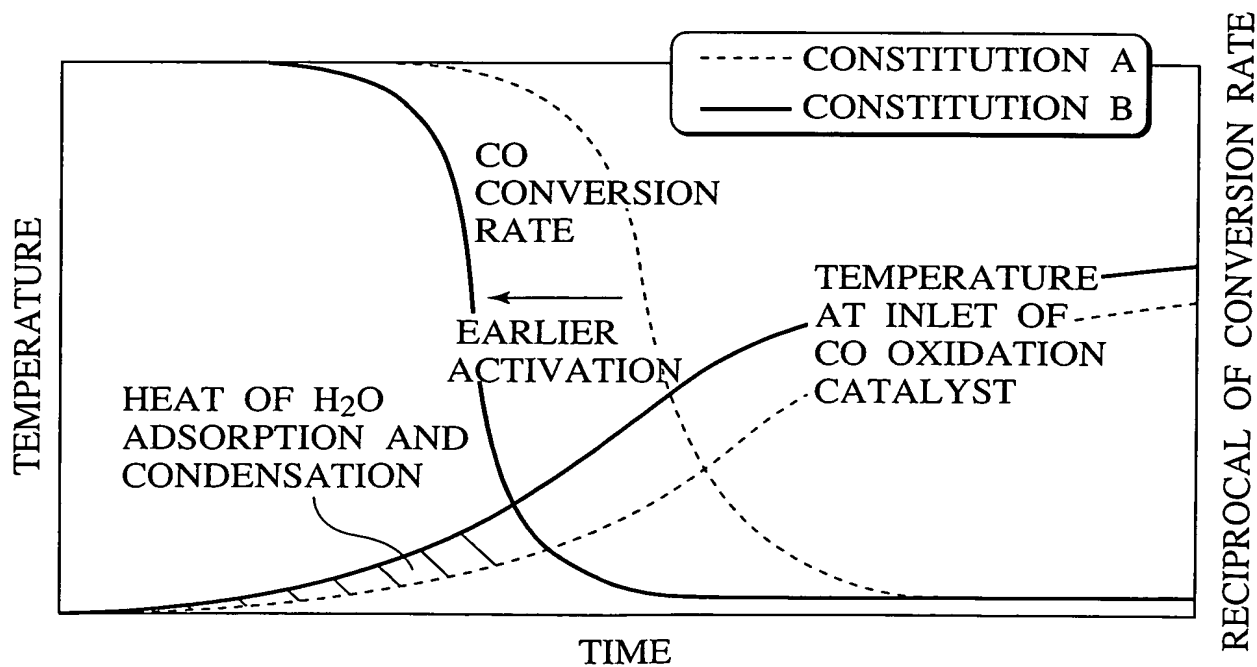 CONSTITUTION A
CONSTITUTION B
CO
CONVERSION
RATE
EARLIER
ACTIVATION
TEMPERATURE
AT INLET OF
CO OXIDATION
CATALYST
HEAT OF H2O
ADSORPTION AND
CONDENSATION
TEMPERATURE
RECIPROCAL OF CONVERSION RATE
TIME